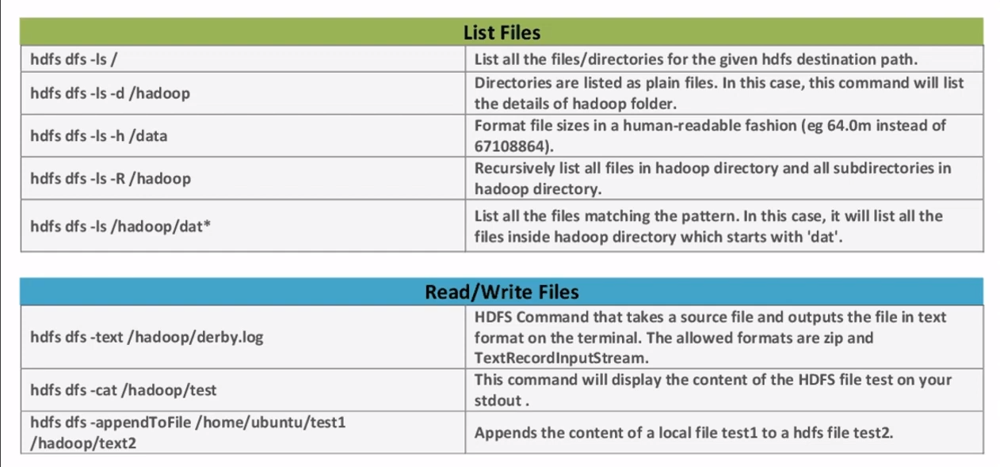 List Files
hdfs dfs -ls /
List all the files/directories for the given hdfs destination path.
hdfs dfs -ls -d /hadoop
Directories are listed as plain files. In this case, this command will list
the details of hadoop folder.
hdfs dfs -ls -h /data
Format file sizes in a human-readable fashion (eg 64.0m instead of
67108864).
hdfs dfs -ls -R /hadoop
Recursively list all files in hadoop directory and all subdirectories in
hadoop directory.
hdfs dfs -ls /hadoop/dat*
List all the files matching the pattern. In this case, it will list all the
files inside hadoop directory which starts with 'dat'.
Read/Write Files
hdfs dfs -text /hadoop/derby.log
HDFS Command that takes a source file and outputs the file in text
format on the terminal. The allowed formats are zip and
TextRecordInputStream.
hdfs dfs -cat /hadoop/test
This command will display the content of the HDFS file test on your
stdout .
hdfs dfs -appendToFile /home/ubuntu/test1
/hadoop/text2
Appends the content of a local file test1 to a hdfs file test2.